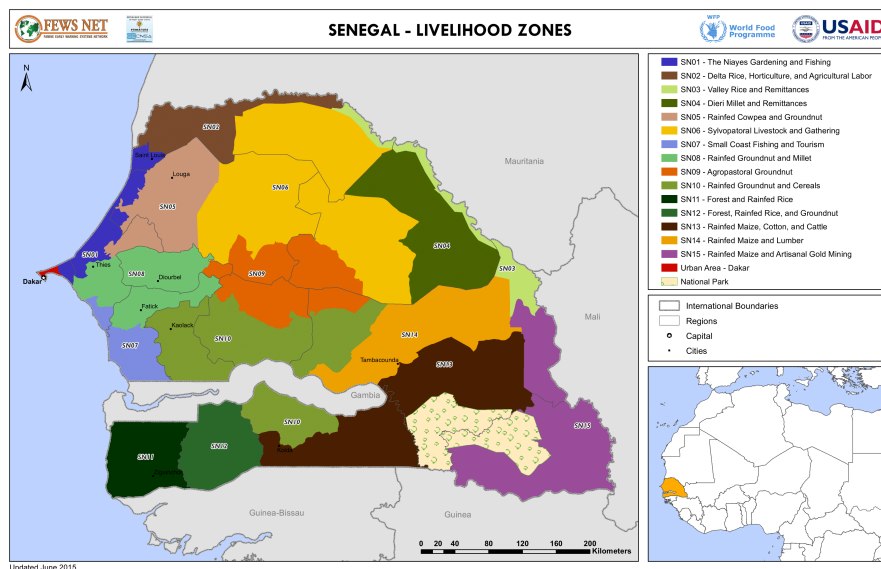 FEWS NET
FAMINE EARLY WARNING SYSTEMS NETWORK
SENEGAL - LIVELIHOOD ZONES
WFP
World Food
Programme
USAID
FROM THE AMERICAN PEOPLE
N
SN02
Saint Louis
Louga
SN06
SN05
SN04
SN01
SN03
Thies
SN08
Diourbel
SN09
Dakar
Fatick
Kaolack
SN07
SN10
SN14
Tambacounda
SN13
SN10
SN15
SN12
SN11
Mauritania
Mali
Gambia
Guinea-Bissau
Guinea
0 20 40 80 120 160 200
Kilometers
SN01 - The Niayes Gardening and Fishing
SN02 - Delta Rice, Horticulture, and Agricultural Labor
SN03 - Valley Rice and Remittances
SN04 - Dieri Millet and Remittances
SN05 - Rainfed Cowpea and Groundnut
SN06 - Sylvopatoral Livestock and Gathering
SN07 - Small Coast Fishing and Tourism
SN08 - Rainfed Groundnut and Millet
SN09 - Agropastoral Groundnut
SN10 - Rainfed Groundnut and Cereals
SN11 - Forest and Rainfed Rice
SN12 - Forest, Rainfed Rice, and Groundnut
SN13 - Rainfed Maize, Cotton, and Cattle
SN14 - Rainfed Maize and Lumber
SN15 - Rainfed Maize and Artisanal Gold Mining
Urban Area - Dakar
National Park
International Boundaries
Regions
Capital
Cities
Updated June 2015